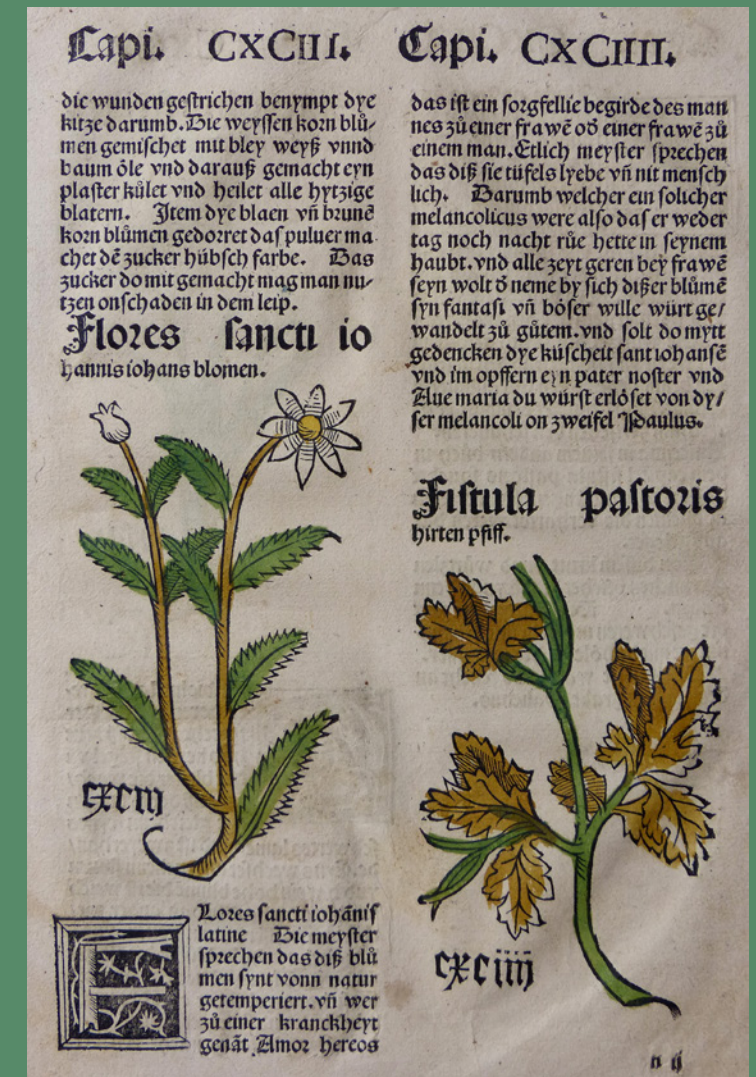 Capi. CXCIII.
die wunden gestrichen benympt dye
hitze darumb. Die weyssen korn blů-
men gemischet mit bley weyß vnnd
baum öle vnd darauß gemacht eyn
plaster kület vnd heilet alle hytzige
blatern. Item dye blaen vñ brunē
korn blůmen gedorret das puluer ma
chet dē zucker hübsch farbe. Das
zucker do mit gemacht mag man nu-
tzen on schaden in dem leip.
Flores sancti io
hannis iohans blomen.
cxciij
Lores sancti iohānis
latine Die meyster
sprechen das diß blů
men synt vonn natur
getemperiert. vñ wer
zů einer kranckheyt
genāt Amor hereos
Capi. CXCIIII.
das ist ein sorgfellie begirde des man
nes zů einer frawē od̄ einer frawē zů
einem man. Etlich meyster sprechen
das diß sie tüfels lyebe vñ nit mensch
lich. Darumb welcher ein solicher
melancolicus were also das er weder
tag noch nacht růe hette in seynem
haubt. vnd alle zeyt geren bey frawē
seyn wolt d̄ neme by sich dißer blůmē
syn fantasi vñ böser wille würt ge/
wandelt zů gůtem. vnd solt do mytt
gedencken dye küscheit sant iohansē
vnd im opffern eyn pater noster vnd
Aue maria du würst erlöset von dy/
ser melancoli on zweifel Paulus.
Fistula pastoris
hirten pfiff.
cxciiij
n ij